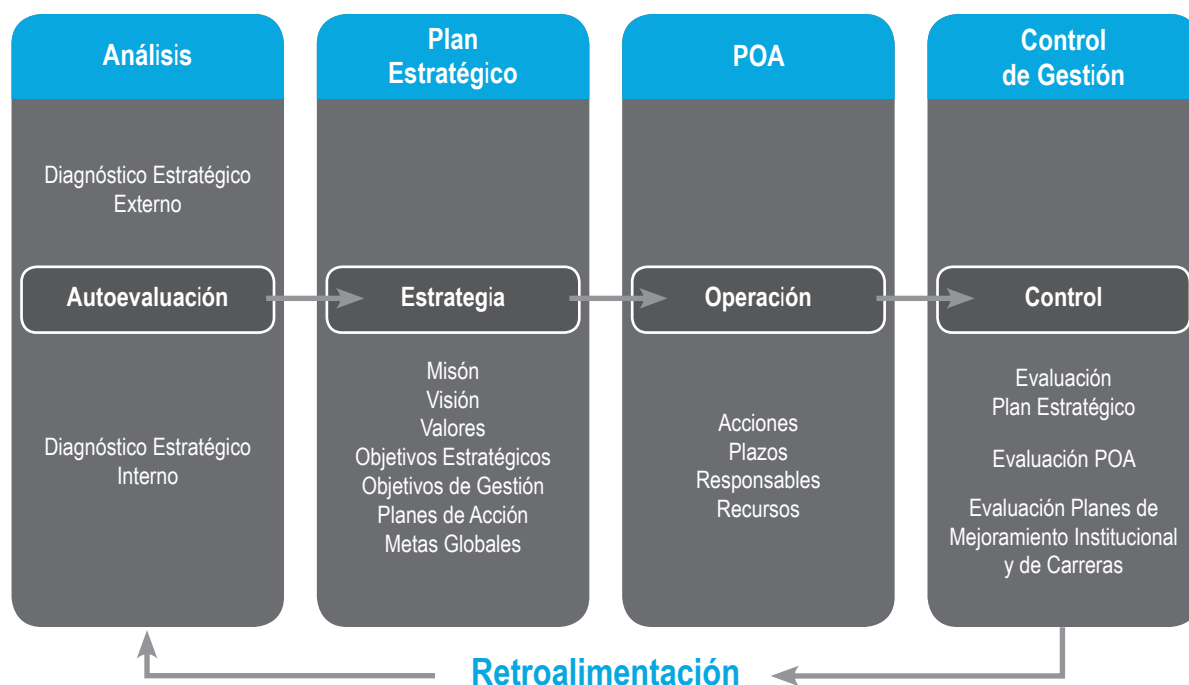 Análisis
Diagnóstico Estratégico
Externo
Autoevaluación
Diagnóstico Estratégico
Interno
Plan
Estratégico
Estrategia
Misón
Visión
Valores
Objetivos Estratégicos
Objetivos de Gestión
Planes de Acción
Metas Globales
POA
Operación
Acciones
Plazos
Responsables
Recursos
Control
de Gestión
Control
Evaluación
Plan Estratégico
Evaluación POA
Evaluación Planes de
Mejoramiento Institucional
y de Carreras
Retroalimentación